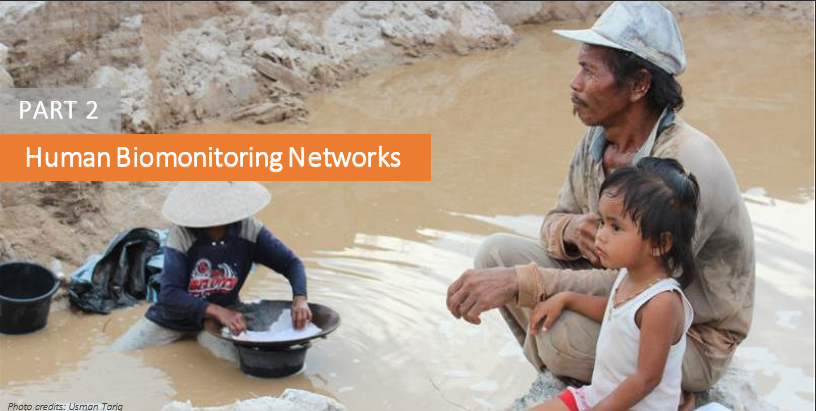 PART 2
Human Biomonitoring Networks
Photo credits: Usman Tariq